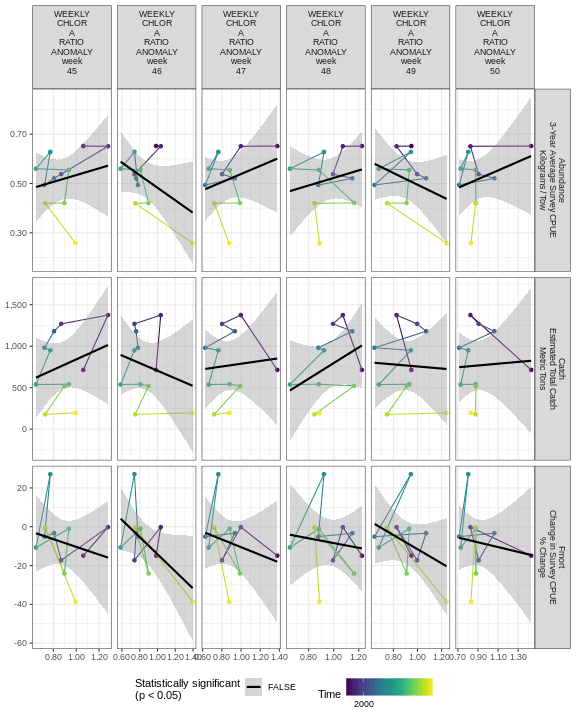 WEEKLY
CHLOR
A
RATIO
ANOMALY
week
45
WEEKLY
CHLOR
A
RATIO
ANOMALY
week
46
WEEKLY
CHLOR
A
RATIO
ANOMALY
week
47
WEEKLY
CHLOR
A
RATIO
ANOMALY
week
48
WEEKLY
CHLOR
A
RATIO
ANOMALY
week
49
WEEKLY
CHLOR
A
RATIO
ANOMALY
week
50
0.70
0.50
0.30
Abundance
3-Year Average Survey CPUE
Kilograms / Tow
1,500
1,000
500
0
Catch
Estimated Total Catch
Metric Tons
20
0
-20
-40
-60
Fmort
Change in Survey CPUE
% Change
0.80 1.00 1.20
0.60 0.80 1.00 1.20
0.60 0.80 1.00 1.20 1.40
0.60 0.80 1.00 1.20
0.80 1.00 1.20
0.70 0.90 1.10 1.30
Statistically significant
(p < 0.05)
FALSE
Time
2000